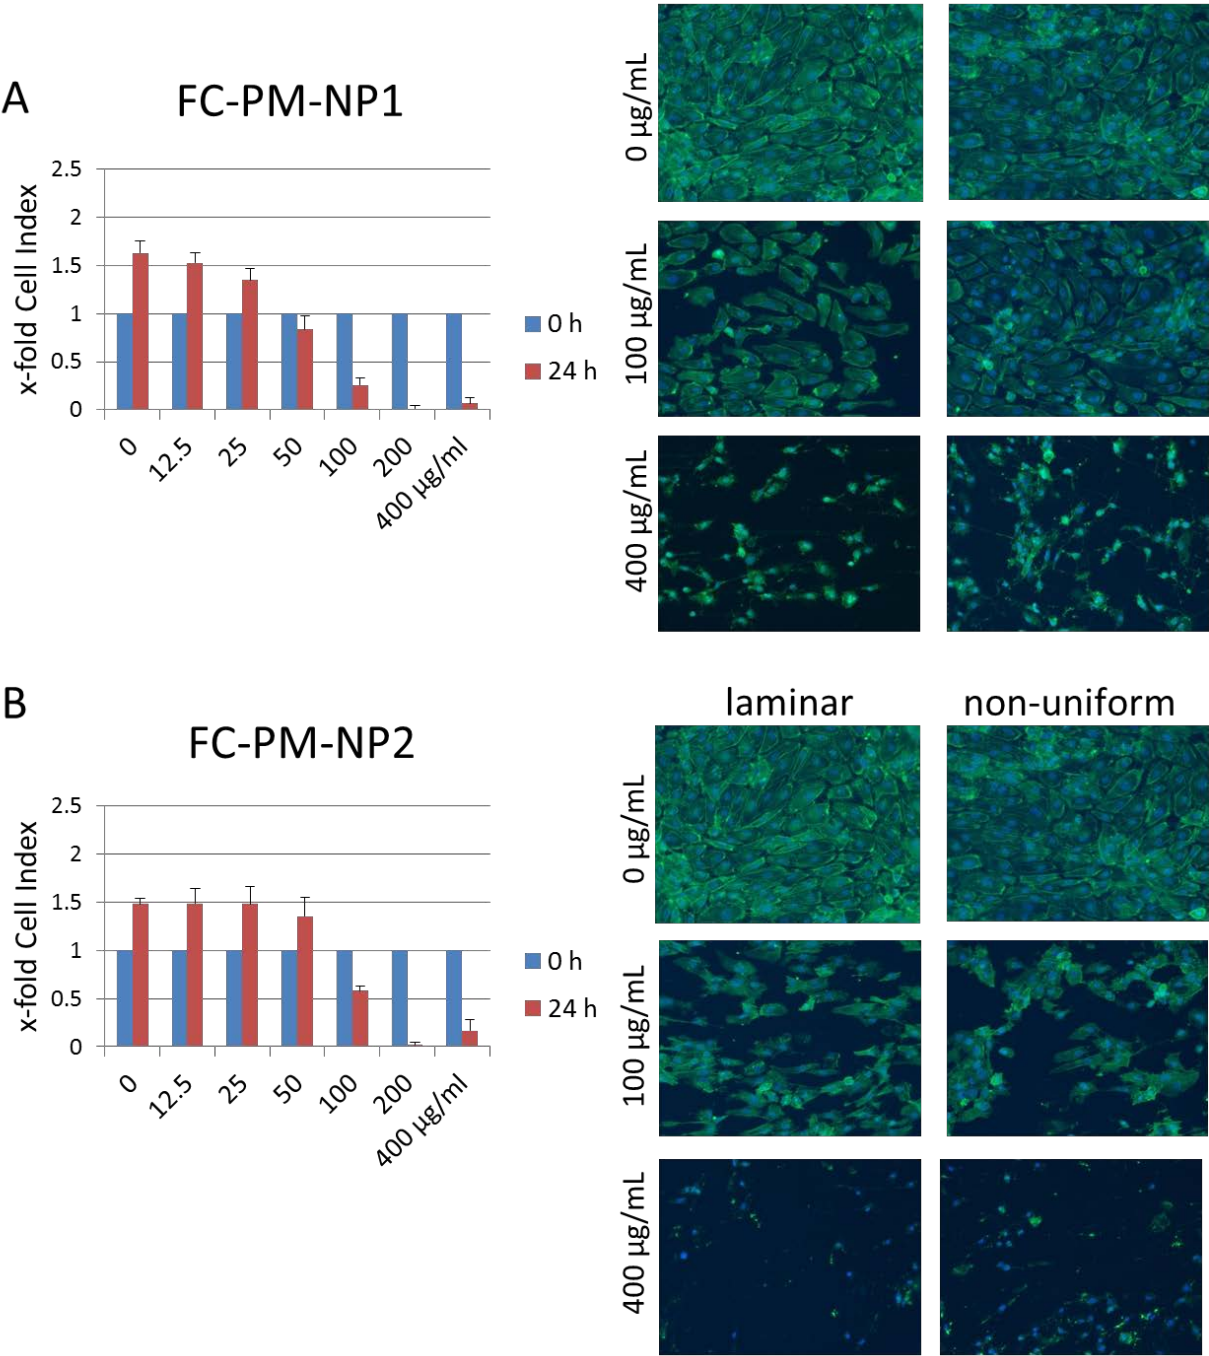 A
FC-PM-NP1
x-fold Cell Index
2.5
2
1.5
1
0.5
0
0
12.5
25
50
100
200
400 µg/ml
0 h
24 h
0 µg/mL
100 µg/mL
400 µg/mL
B
FC-PM-NP2
laminar
non-uniform
x-fold Cell Index
2.5
2
1.5
1
0.5
0
0
12.5
25
50
100
200
400 µg/ml
0 h
24 h
0 µg/mL
100 µg/mL
400 µg/mL